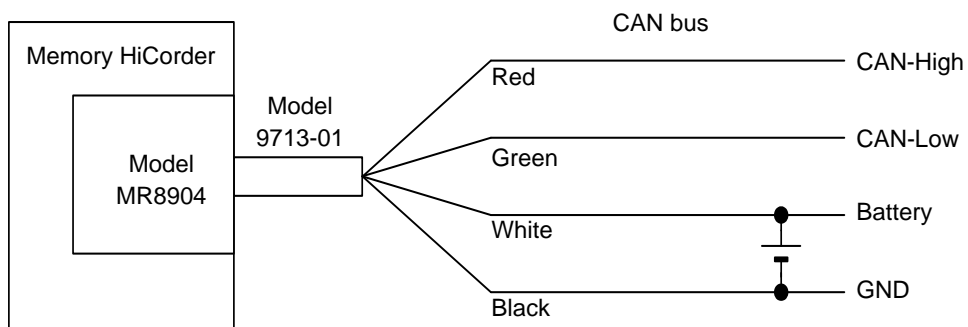 CAN bus
Memory HiCorder
Model
9713-01
Model
MR8904
Red
CAN-High
Green
CAN-Low
White
Battery
Black
GND